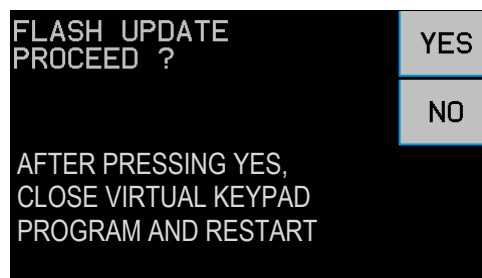 FLASH UPDATE
PROCEED ?
YES
NO
AFTER PRESSING YES,
CLOSE VIRTUAL KEYPAD
PROGRAM AND RESTART